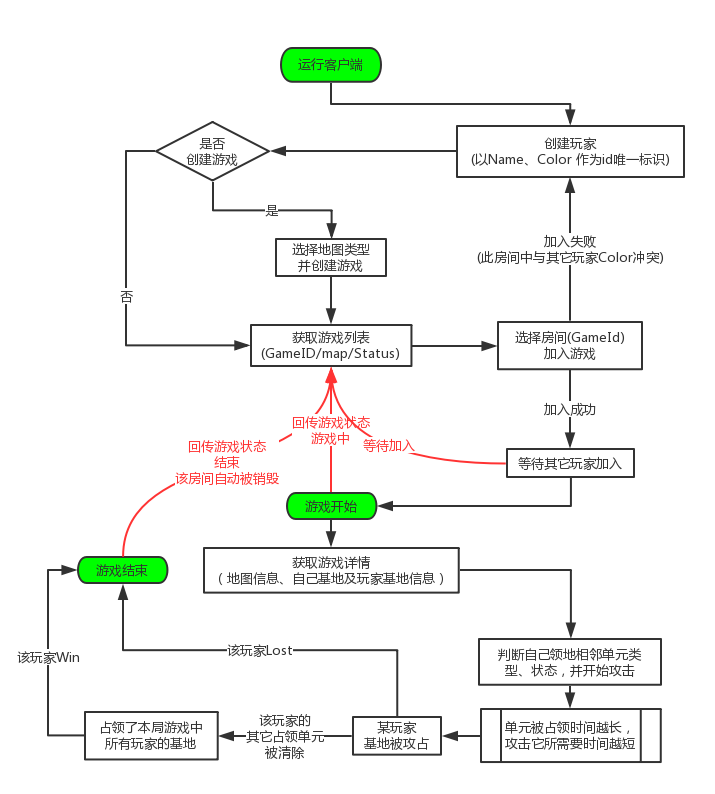 运行客户端
创建玩家
(以Name、Color 作为id唯一标识)
是否
创建游戏
是
选择地图类型
并创建游戏
加入失败
(此房间中与其它玩家Color冲突)
否
获取游戏列表
(GameID/map/Status)
选择房间(GameId)
加入游戏
加入成功
回传游戏状态
游戏中
等待加入
回传游戏状态
结束
该房间自动被销毁
等待其它玩家加入
游戏开始
获取游戏详情
（地图信息、自己基地及玩家基地信息）
游戏结束
该玩家Win
该玩家Lost
判断自己领地相邻单元类
型、状态，并开始攻击
单元被占领时间越长，
攻击它所需要时间越短
某玩家
基地被攻占
该玩家的
其它占领单元
被清除
占领了本局游戏中
所有玩家的基地